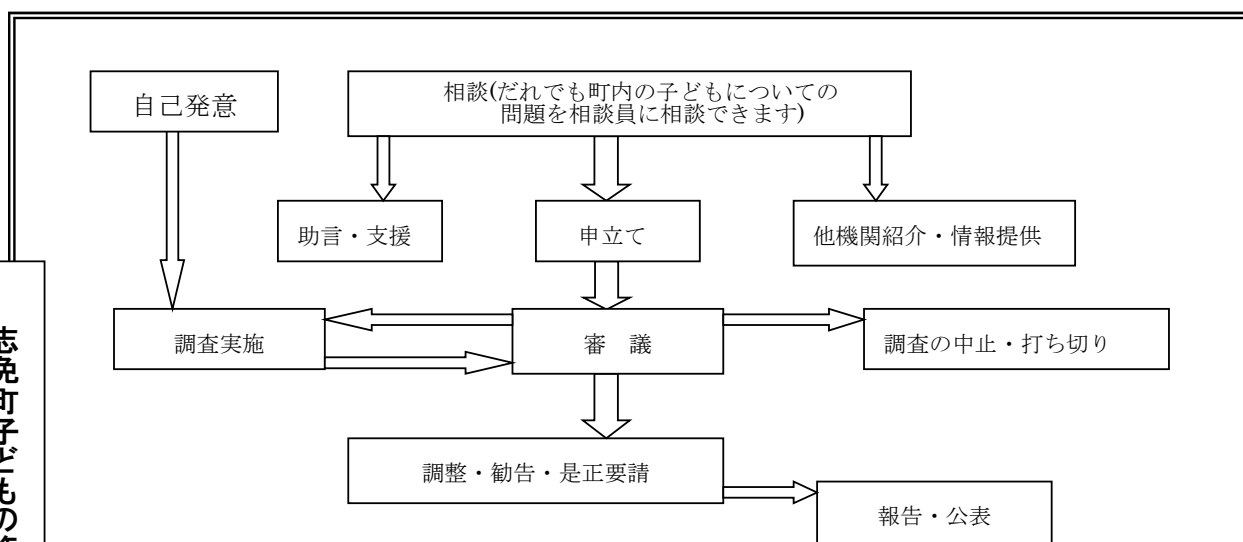 自己発意
相談(だれでも町内の子どもについての
問題を相談員に相談できます)
助言・支援
申立て
他機関紹介・情報提供
調査実施
審　議
調査の中止・打ち切り
調整・勧告・是正要請
報告・公表
志免町子どもの